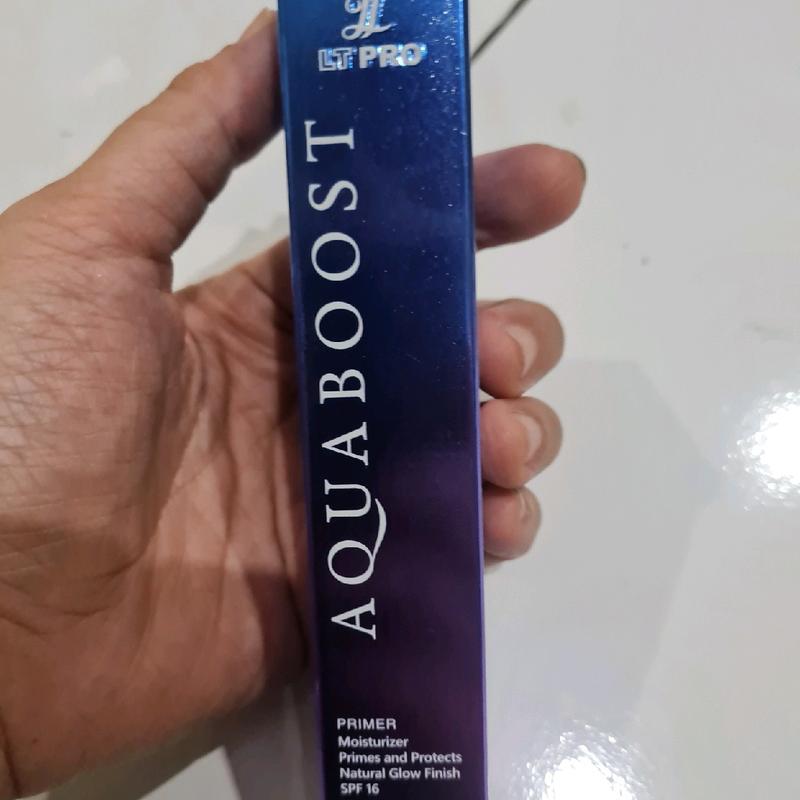 LT PRO
AQUABOOST
PRIMER
Moisturizer
Primes and Protects
Natural Glow Finish
SPF 16